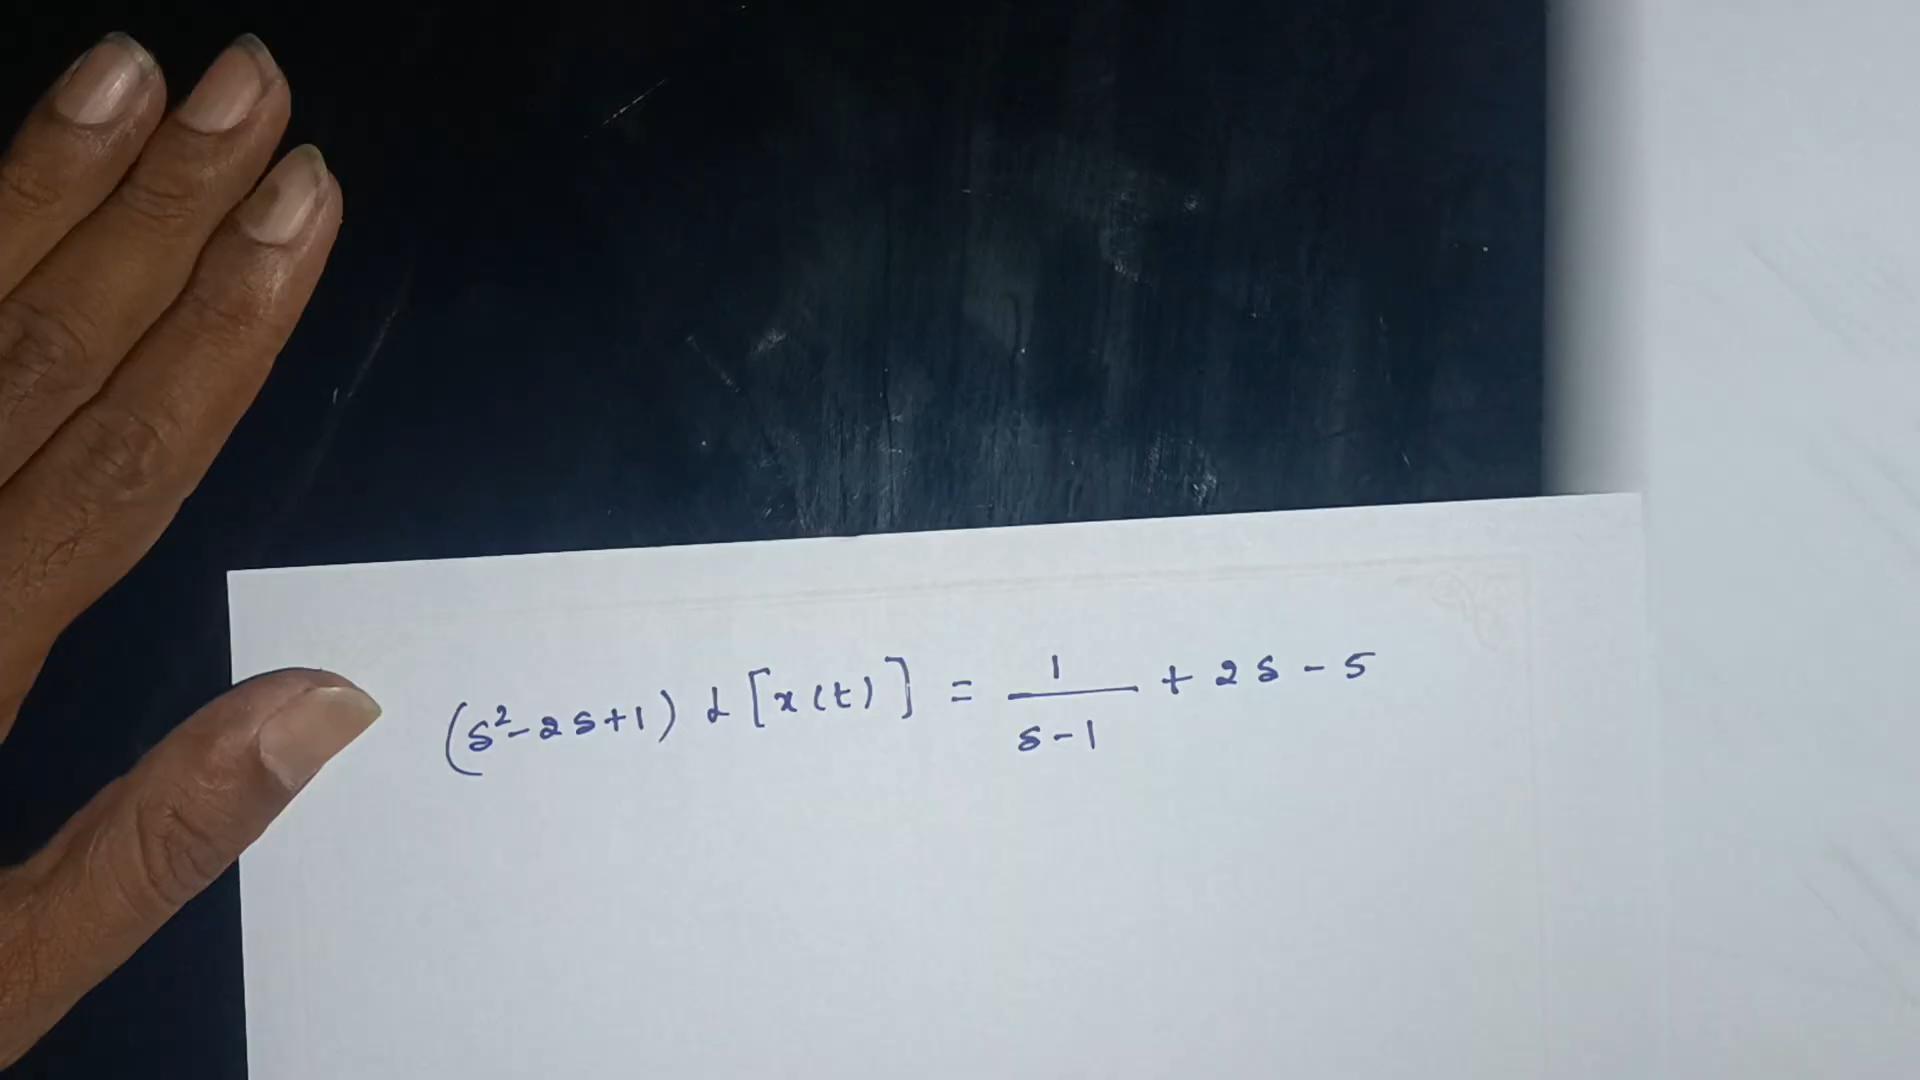 (s²-2s+1) L[x(t)] = 1/(s-1) + 2s - 5